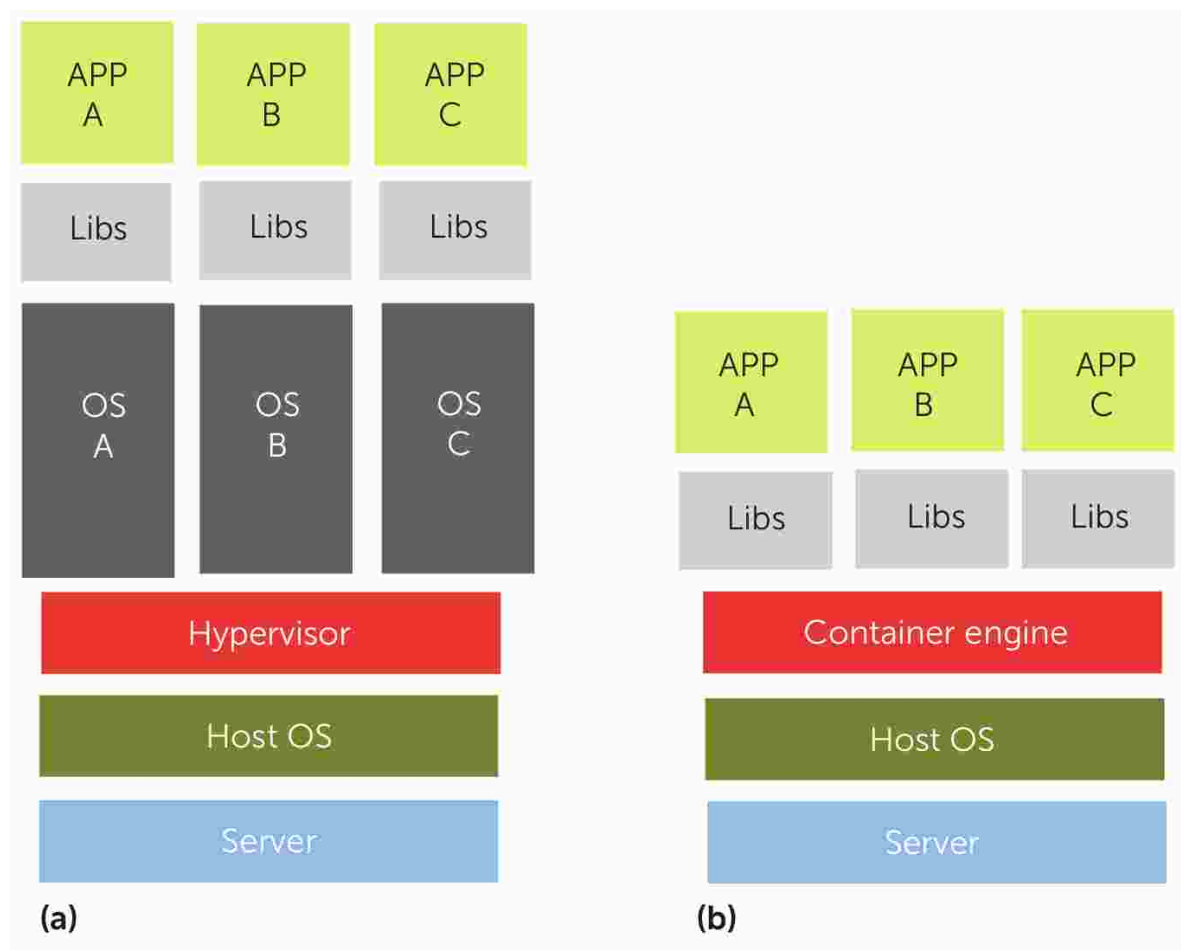 APP
A
APP
B
APP
C
Libs
Libs
Libs
OS
A
OS
B
OS
C
Hypervisor
Host OS
Server
(a)
APP
A
APP
B
APP
C
Libs
Libs
Libs
Container engine
Host OS
Server
(b)